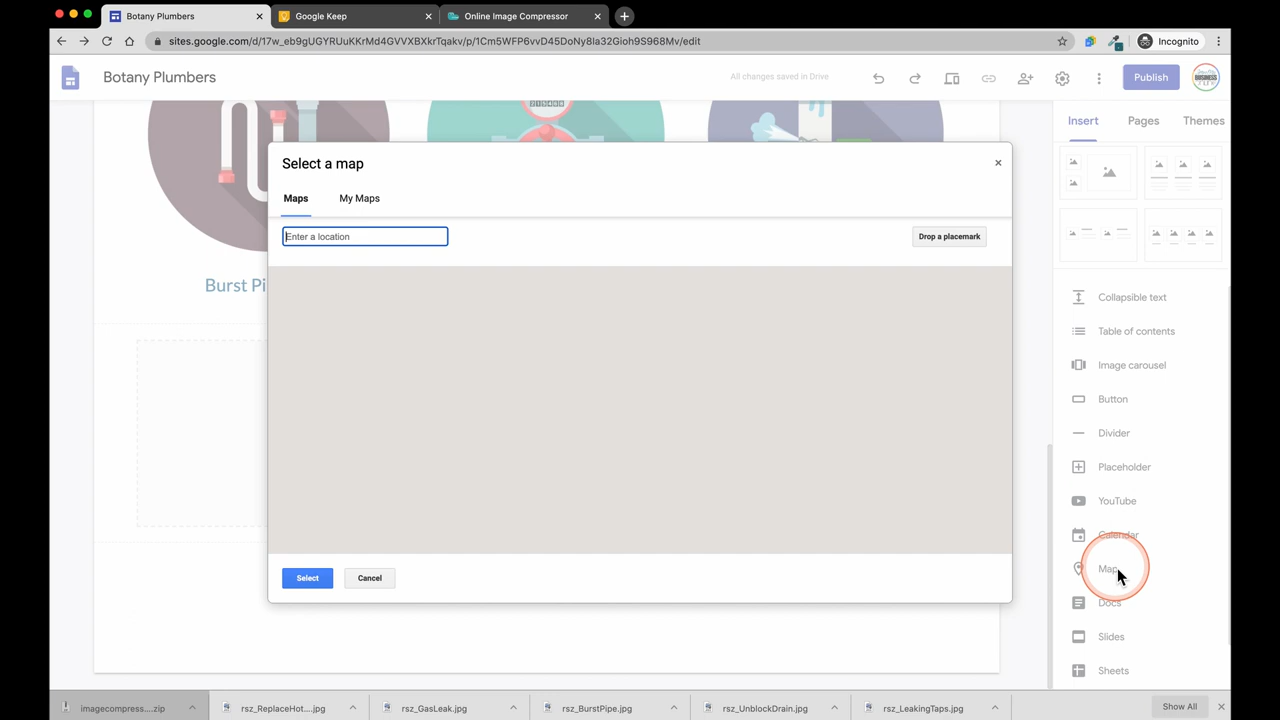 Botany Plumbers
Google Keep
Online Image Compressor
sites.google.com/d/17w_eb9gUGYRUuKKrMd4GVVXBXkrTqakv/p/1Cm5WFP6vvD45DoNy8Ia32Gioh9S968Mv/edit
Incognito
Botany Plumbers
All changes saved in Drive
Publish
Insert
Pages
Themes
Select a map
Maps
My Maps
Enter a location
Drop a placemark
Burst Pi
Collapsible text
Table of contents
Image carousel
Button
Divider
Placeholder
YouTube
Calendar
Map
Docs
Slides
Sheets
Select
Cancel
imagecompress....zip
rsz_ReplaceHot....jpg
rsz_GasLeak.jpg
rsz_BurstPipe.jpg
rsz_UnblockDrain.jpg
rsz_LeakingTaps.jpg
Show All